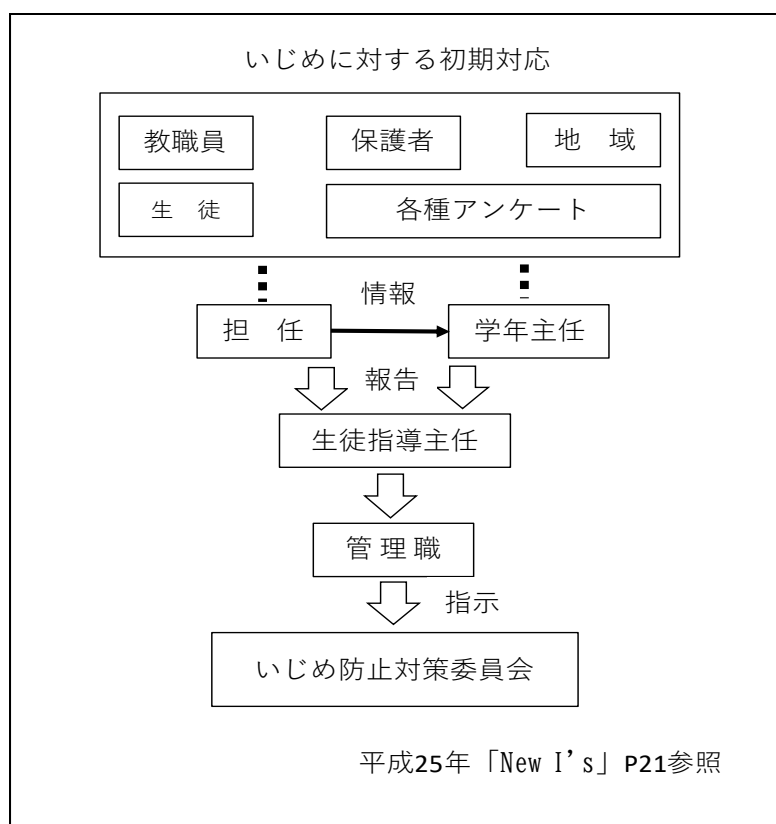 いじめに対する初期対応
教職員
保護者
地　域
生　徒
各種アンケート
情報
担　任
学年主任
報告
生徒指導主任
管 理 職
指示
いじめ防止対策委員会
平成25年「New I’s」P21参照